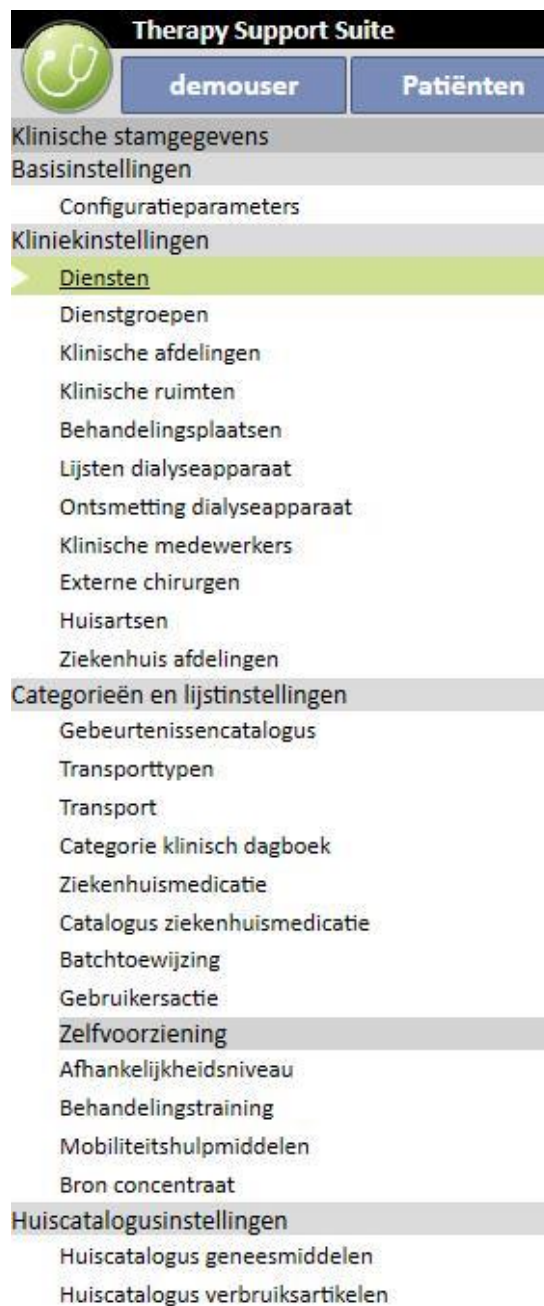 Therapy Support Suite
demouser Patiënten
Klinische stamgegevens
Basisinstellingen
Configuratieparameters
Kliniekinstellingen
Diensten
Dienstgroepen
Klinische afdelingen
Klinische ruimten
Behandelingsplaatsen
Lijsten dialyseapparaat
Ontsmetting dialyseapparaat
Klinische medewerkers
Externe chirurgen
Huisartsen
Ziekenhuis afdelingen
Categorieën en lijstinstellingen
Gebeurtenissencatalogus
Transporttypen
Transport
Categorie klinisch dagboek
Ziekenhuismedicatie
Catalogus ziekenhuismedicatie
Batchtoewijzing
Gebruikersactie
Zelfvoorziening
Afhankelijkheidsniveau
Behandelingstraining
Mobiliteitshulpmiddelen
Bron concentraat
Huiscatalogusinstellingen
Huiscatalogus geneesmiddelen
Huiscatalogus verbruiksartikelen